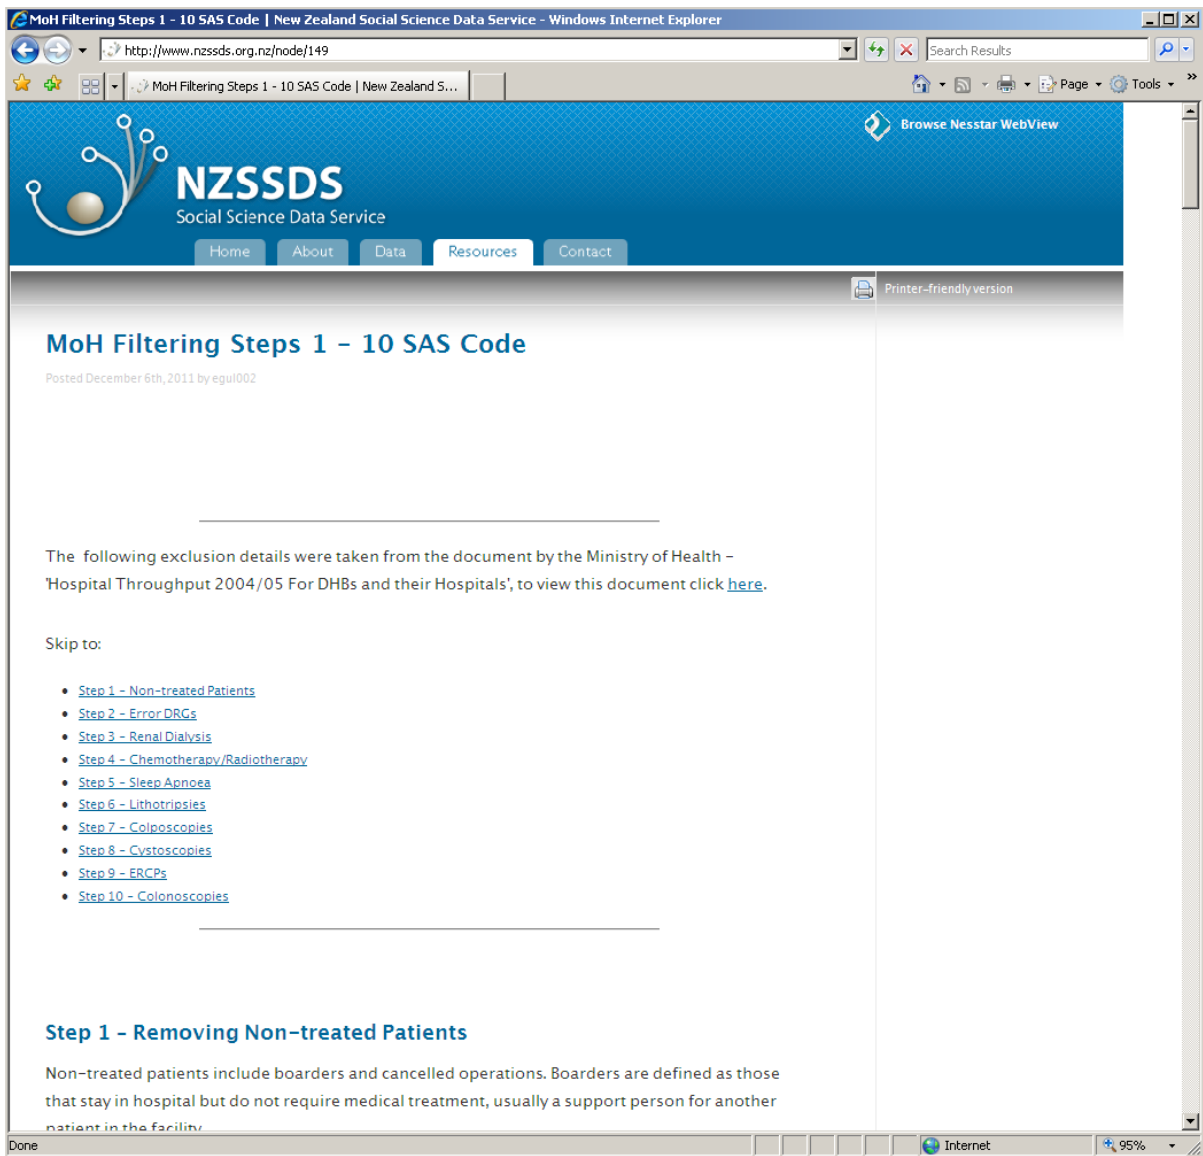 MoH Filtering Steps 1 - 10 SAS Code | New Zealand Social Science Data Service - Windows Internet Explorer
http://www.nzssds.org.nz/node/149
Search Results
MoH Filtering Steps 1 - 10 SAS Code | New Zealand S...
Page
Tools
»
Browse Nesstar WebView
NZSSDS
Social Science Data Service
Home About Data Resources Contact
Printer-friendly version
MoH Filtering Steps 1 – 10 SAS Code
Posted December 6th, 2011 by egul002
The following exclusion details were taken from the document by the Ministry of Health –
'Hospital Throughput 2004/05 For DHBs and their Hospitals', to view this document click here.
Skip to:
• Step 1 – Non-treated Patients
• Step 2 – Error DRGs
• Step 3 – Renal Dialysis
• Step 4 – Chemotherapy/Radiotherapy
• Step 5 – Sleep Apnoea
• Step 6 – Lithotripsies
• Step 7 – Colposcopies
• Step 8 – Cystoscopies
• Step 9 – ERCPs
• Step 10 – Colonoscopies
Step 1 – Removing Non-treated Patients
Non-treated patients include boarders and cancelled operations. Boarders are defined as those
that stay in hospital but do not require medical treatment, usually a support person for another
patient in the facility.
Done
Internet
95%